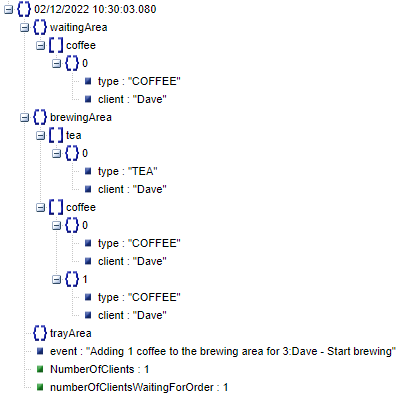 02/12/2022 10:30:03.080
waitingArea
coffee
0
type : "COFFEE"
client : "Dave"
brewingArea
tea
0
type : "TEA"
client : "Dave"
coffee
0
type : "COFFEE"
client : "Dave"
1
type : "COFFEE"
client : "Dave"
trayArea
event : "Adding 1 coffee to the brewing area for 3:Dave - Start brewing"
NumberOfClients : 1
numberOfClientsWaitingForOrder : 1